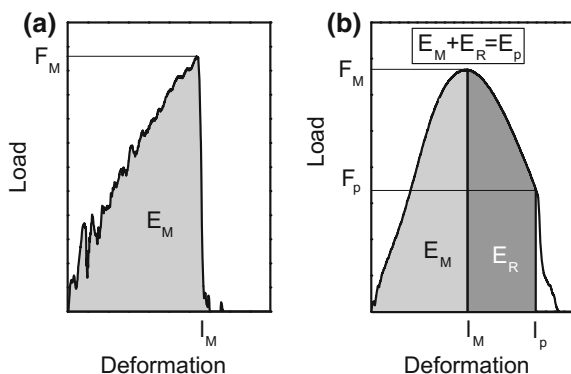 (a)
F_M
Load
E_M
l_M
Deformation
(b)
E_M+E_R=E_p
F_M
F_p
Load
E_M
E_R
l_M
l_p
Deformation